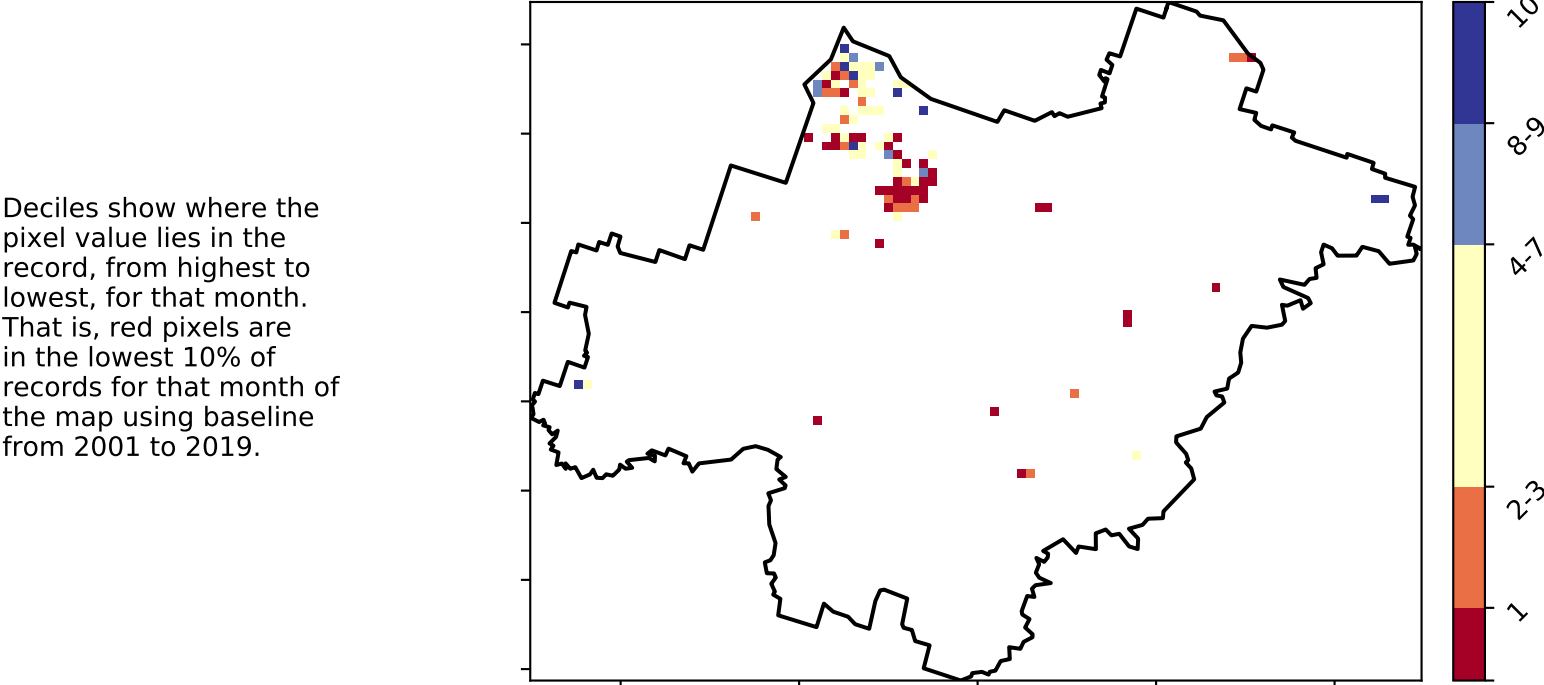 Deciles show where the
pixel value lies in the
record, from highest to
lowest, for that month.
That is, red pixels are
in the lowest 10% of
records for that month of
the map using baseline
from 2001 to 2019.
10
8-9
4-7
2-3
1